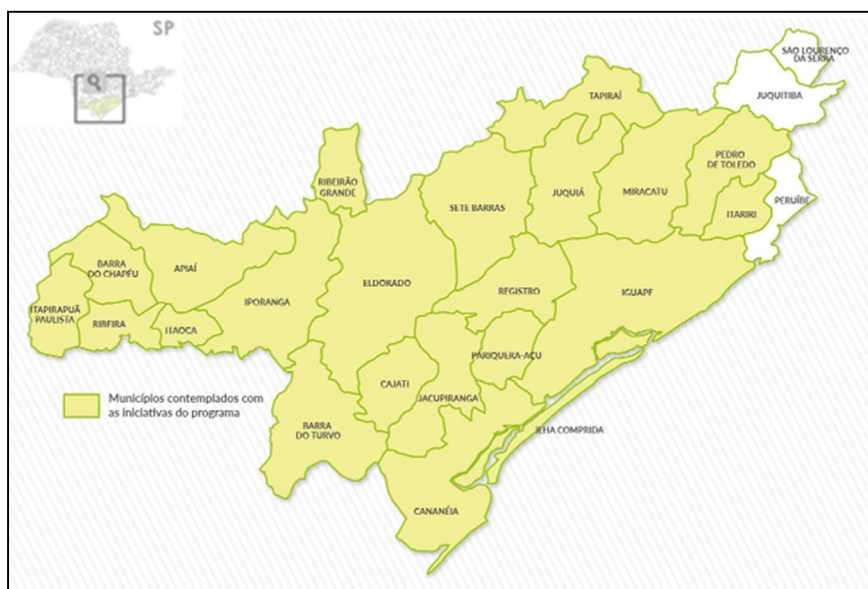 SP
SÃO LOURENÇO
DA SERRA
JUQUITIBA
TAPIRAÍ
PEDRO
DE TOLEDO
RIBEIRÃO
GRANDE
SETE BARRAS
JUQUIÁ
MIRACATU
PERUÍBE
ITARIRI
BARRA
DO CHAPÉU
APIAÍ
ELDORADO
REGISTRO
IGUAPE
IPORANGA
ITAPIRAPUÃ
PAULISTA
RIBEIRA
ITAOCA
PARIQUERA-AÇU
CAJATI
JACUPIRANGA
Municípios contemplados com
as iniciativas do programa
BARRA
DO TURVO
ILHA COMPRIDA
CANANÉIA